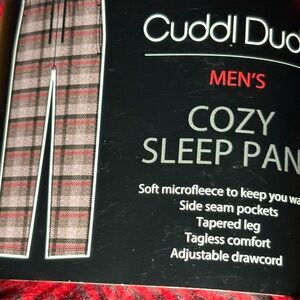 Cuddl Dud
MEN'S
COZY
SLEEP PAN
Soft microfleece to keep you wa
Side seam pockets
Tapered leg
Tagless comfort
Adjustable drawcord